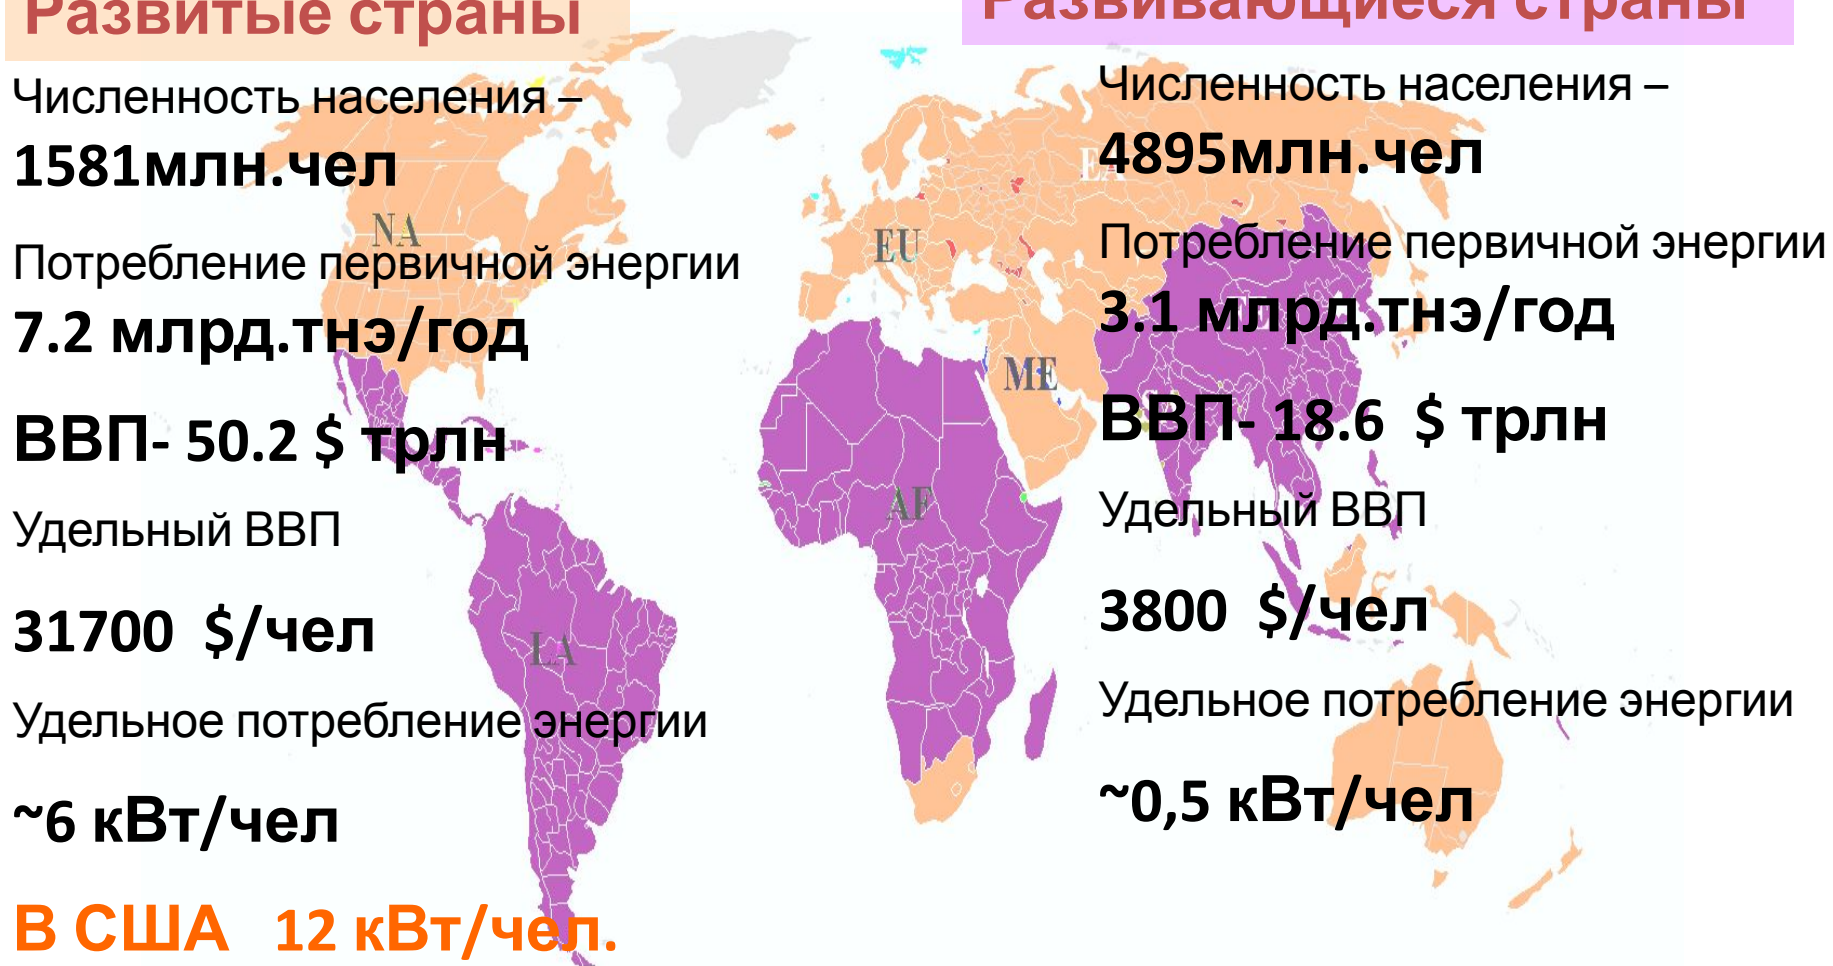 Развитые страны
Численность населения –
1581млн.чел
Потребление первичной энергии
7.2 млрд.тнэ/год
ВВП- 50.2 $ трлн
Удельный ВВП
31700 $/чел
Удельное потребление энергии
~6 кВт/чел
В США 12 кВт/чел.
Развивающиеся страны
Численность населения –
4895млн.чел
Потребление первичной энергии
3.1 млрд.тнэ/год
ВВП- 18.6 $ трлн
Удельный ВВП
3800 $/чел
Удельное потребление энергии
~0,5 кВт/чел
NA
EU
ME
AF
LA